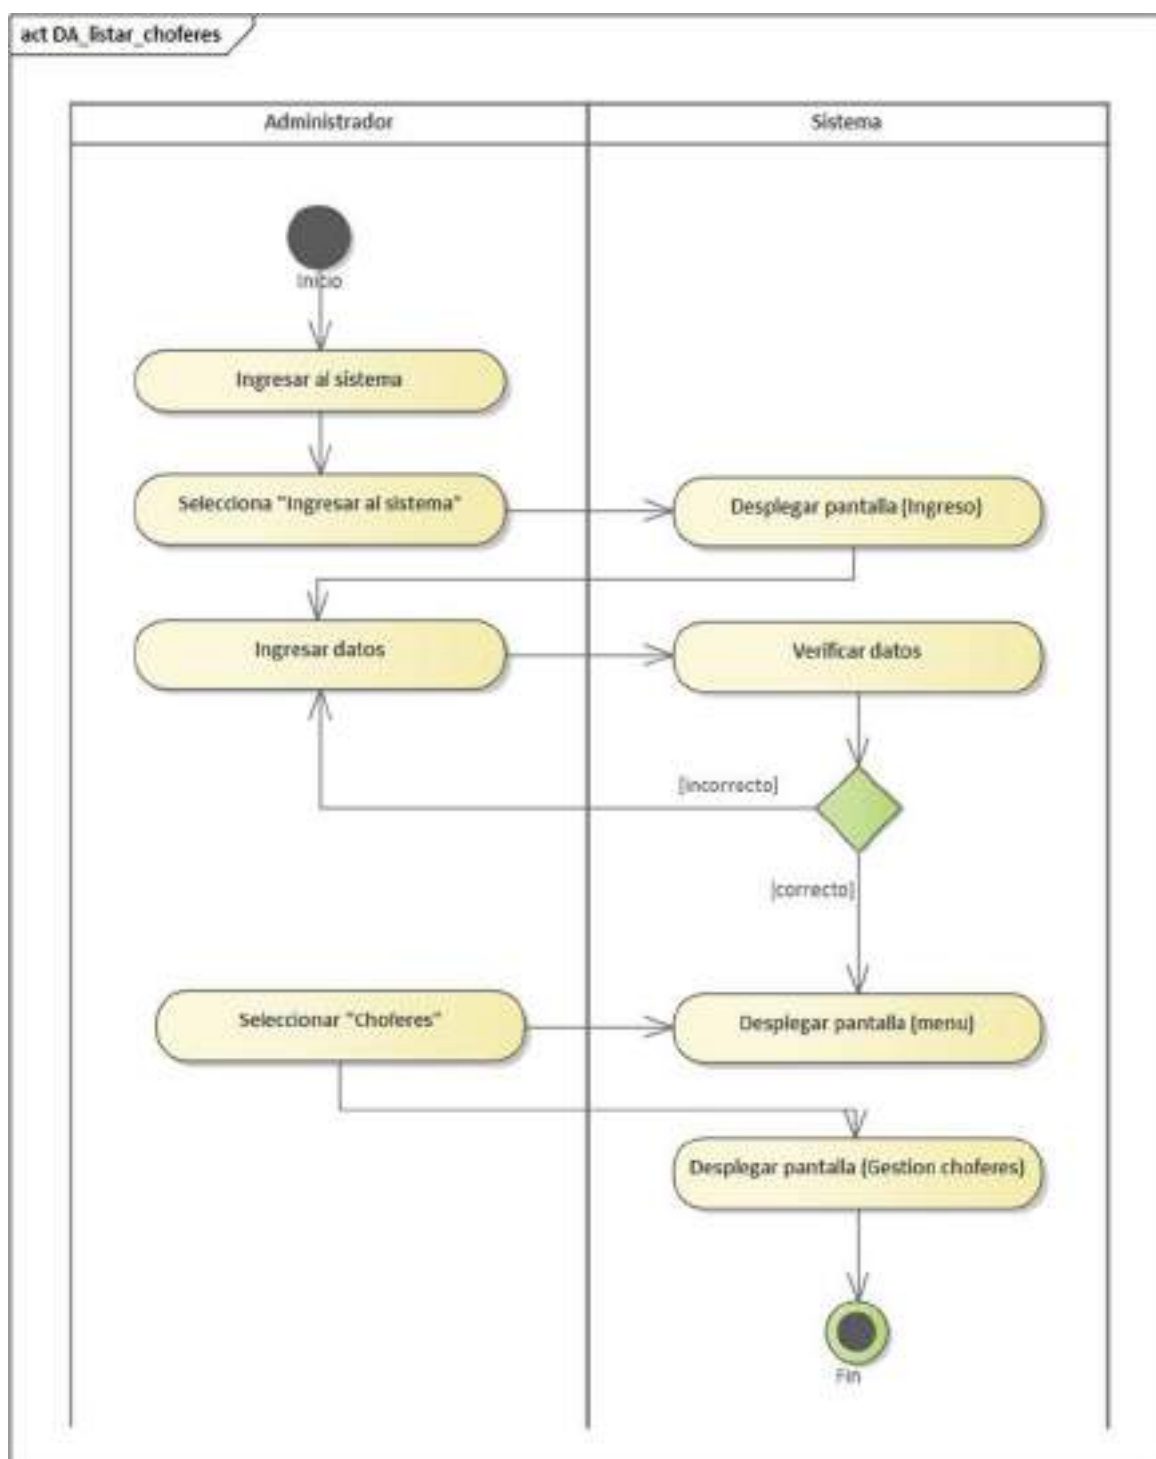 act DA_listar_choferes
Administrador
Sistema
Inicio
Ingresar al sistema
Selecciona "Ingresar al sistema"
Desplegar pantalla (Ingreso)
Ingresar datos
Verificar datos
[incorrecto]
[correcto]
Seleccionar "Choferes"
Desplegar pantalla (menu)
Desplegar pantalla (Gestion choferes)
Fin